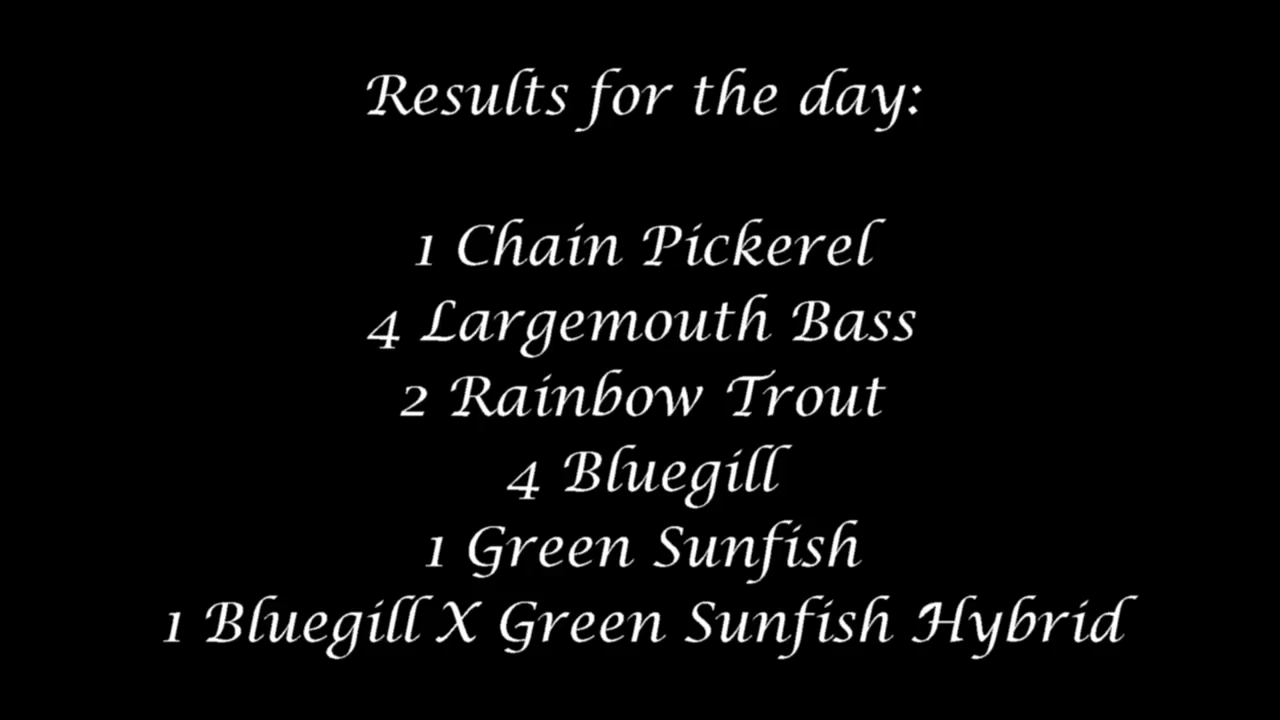 Results for the day:
1 Chain Pickerel
4 Largemouth Bass
2 Rainbow Trout
4 Bluegill
1 Green Sunfish
1 Bluegill X Green Sunfish Hybrid